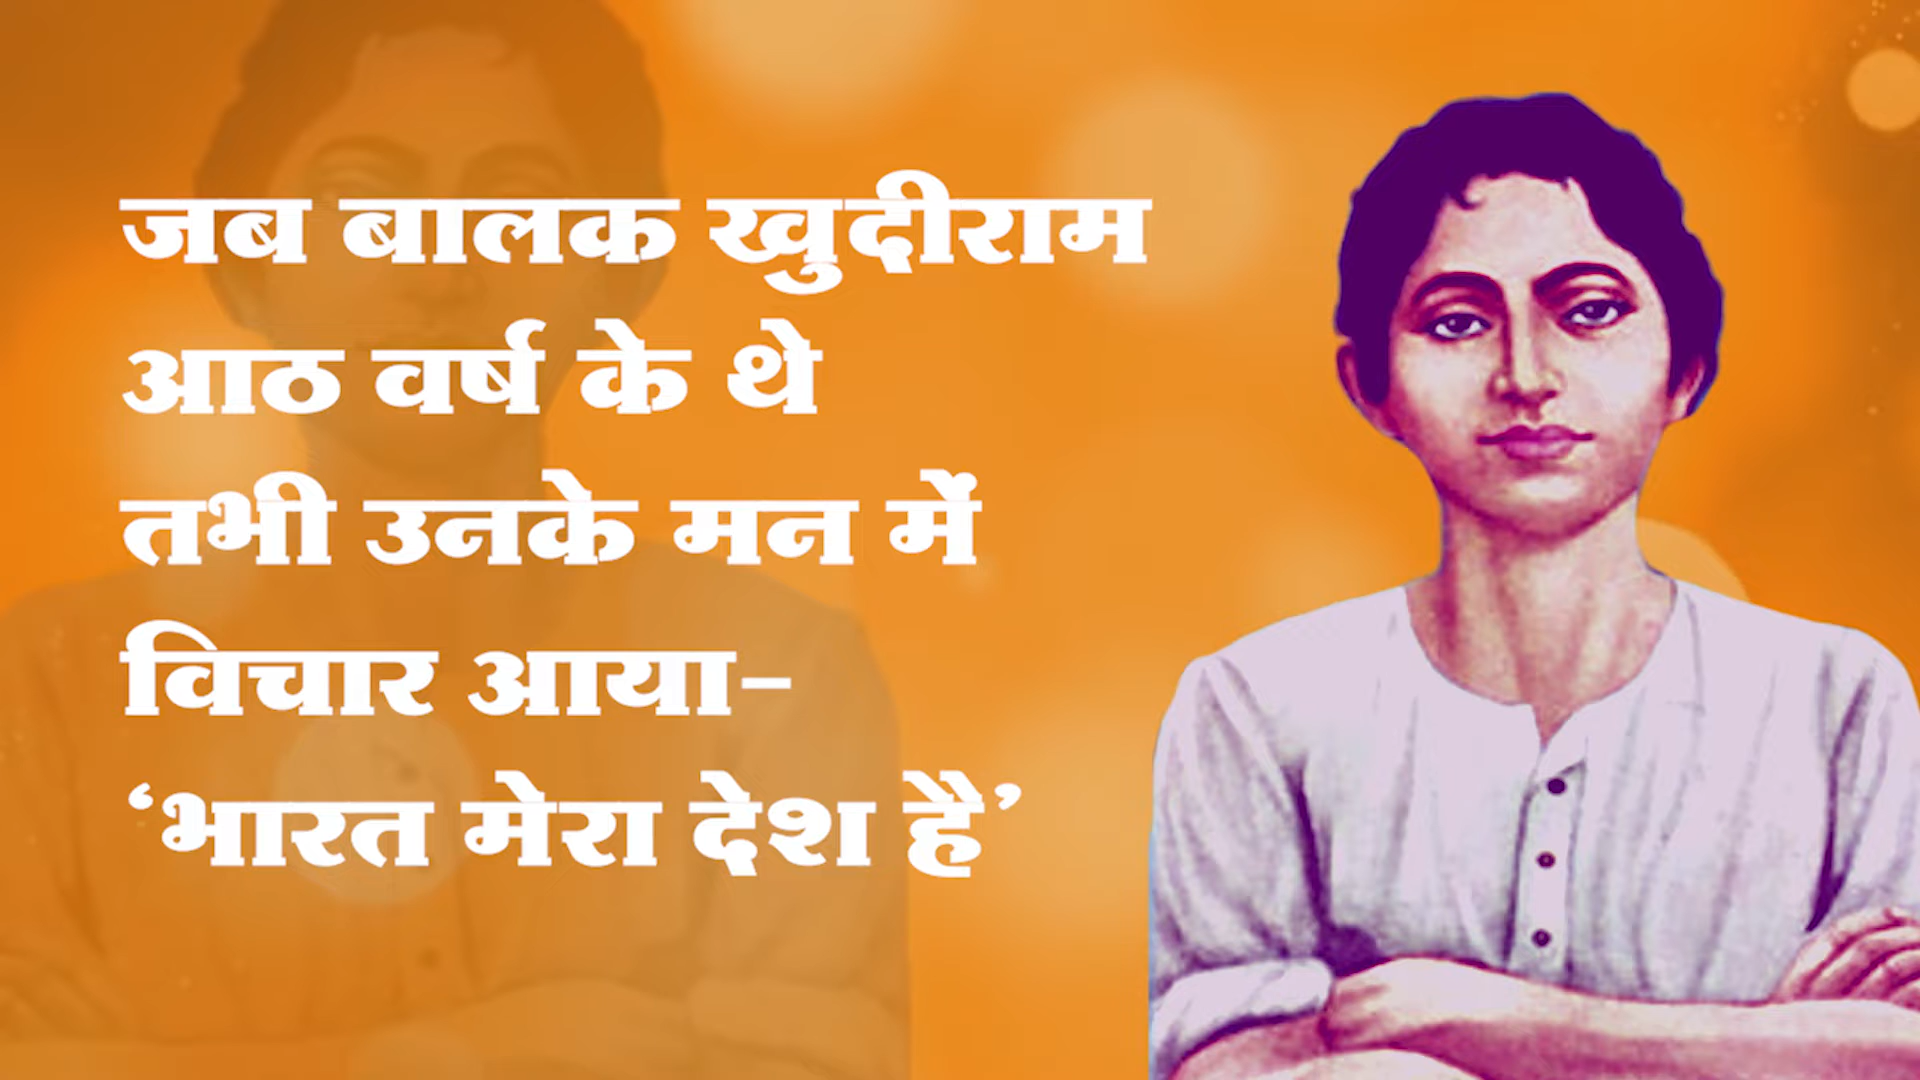 जब बालक खुदीराम
आठ वर्ष के थे
तभी उनके मन में
विचार आया–
‘भारत मेरा देश है’